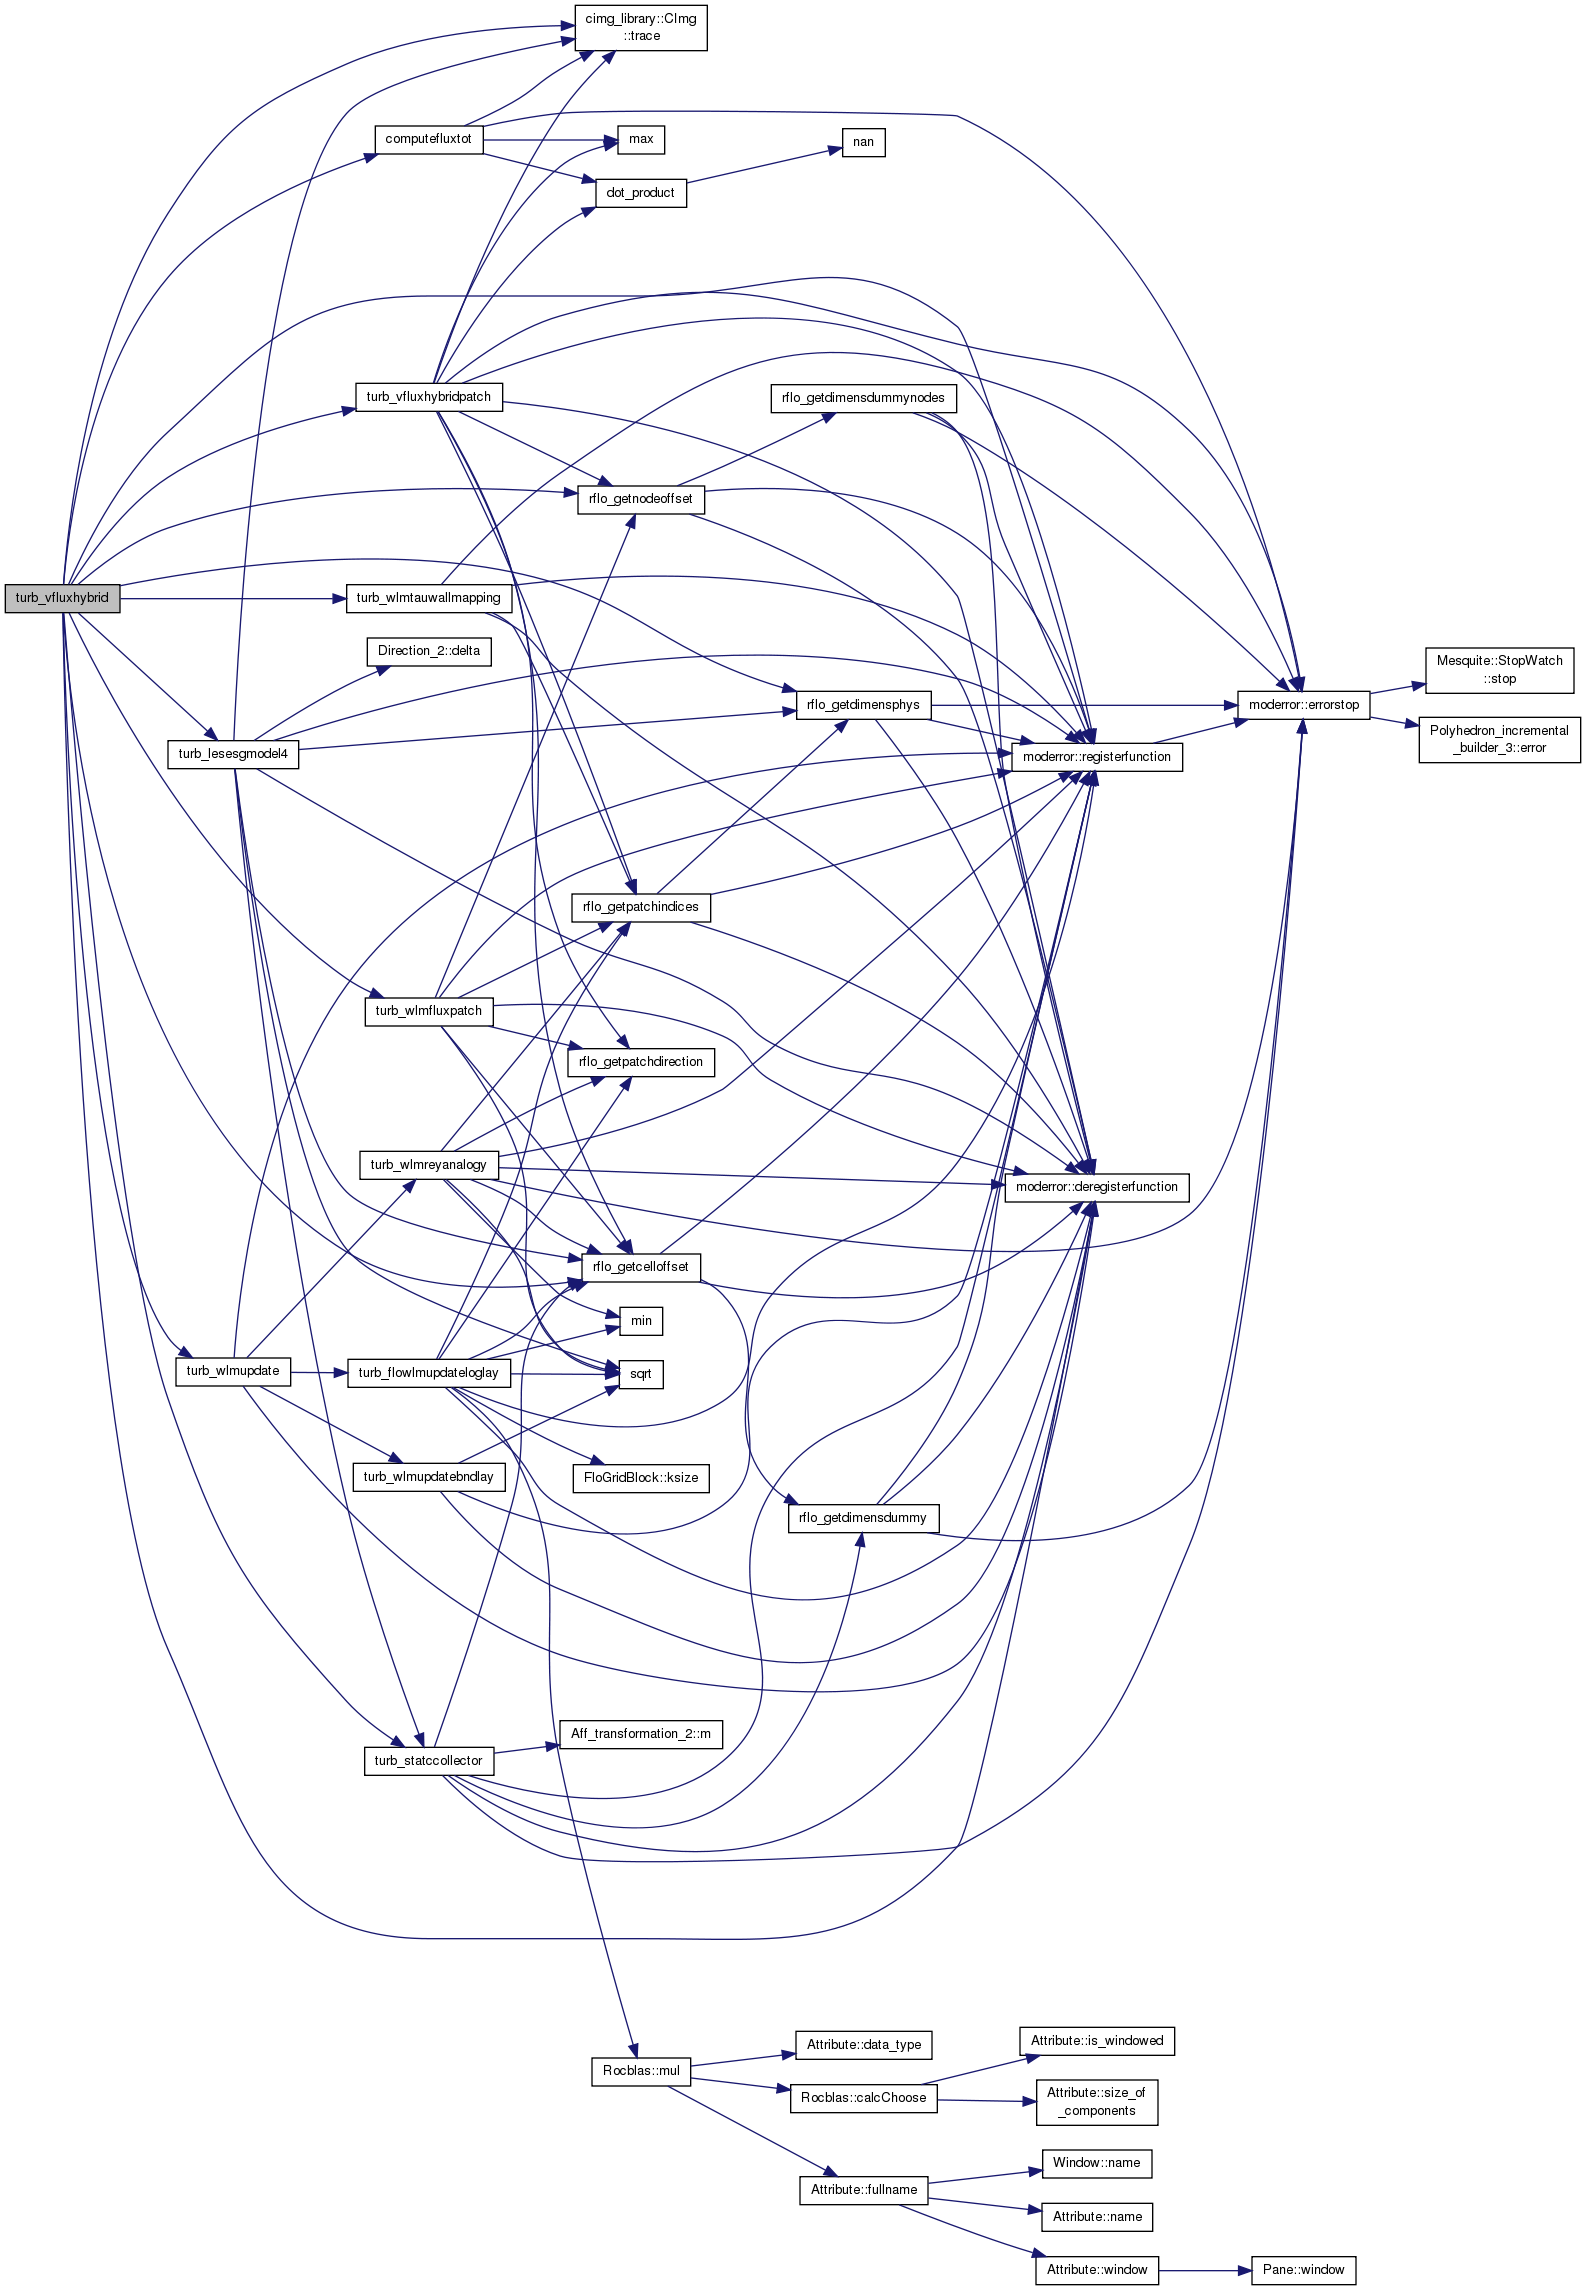 cimg_library::CImg
::trace
computefluxtot
max
nan
dot_product
turb_vfluxhybridpatch
rflo_getdimensdummynodes
rflo_getnodeoffset
turb_vfluxhybrid
turb_wlmtauwallmapping
Direction_2::delta
Mesquite::StopWatch
::stop
rflo_getdimensphys
moderror::errorstop
Polyhedron_incremental
_builder_3::error
turb_lesesgmodel4
moderror::registerfunction
rflo_getpatchindices
turb_wlmfluxpatch
rflo_getpatchdirection
turb_wlmreyanalogy
moderror::deregisterfunction
rflo_getcelloffset
min
turb_wlmupdate
turb_flowlmupdateloglay
sqrt
turb_wlmupdatebndlay
FloGridBlock::ksize
rflo_getdimensdummy
Aff_transformation_2::m
turb_statccollector
Rocblas::mul
Attribute::data_type
Attribute::is_windowed
Rocblas::calcChoose
Attribute::size_of
_components
Window::name
Attribute::fullname
Attribute::name
Attribute::window
Pane::window